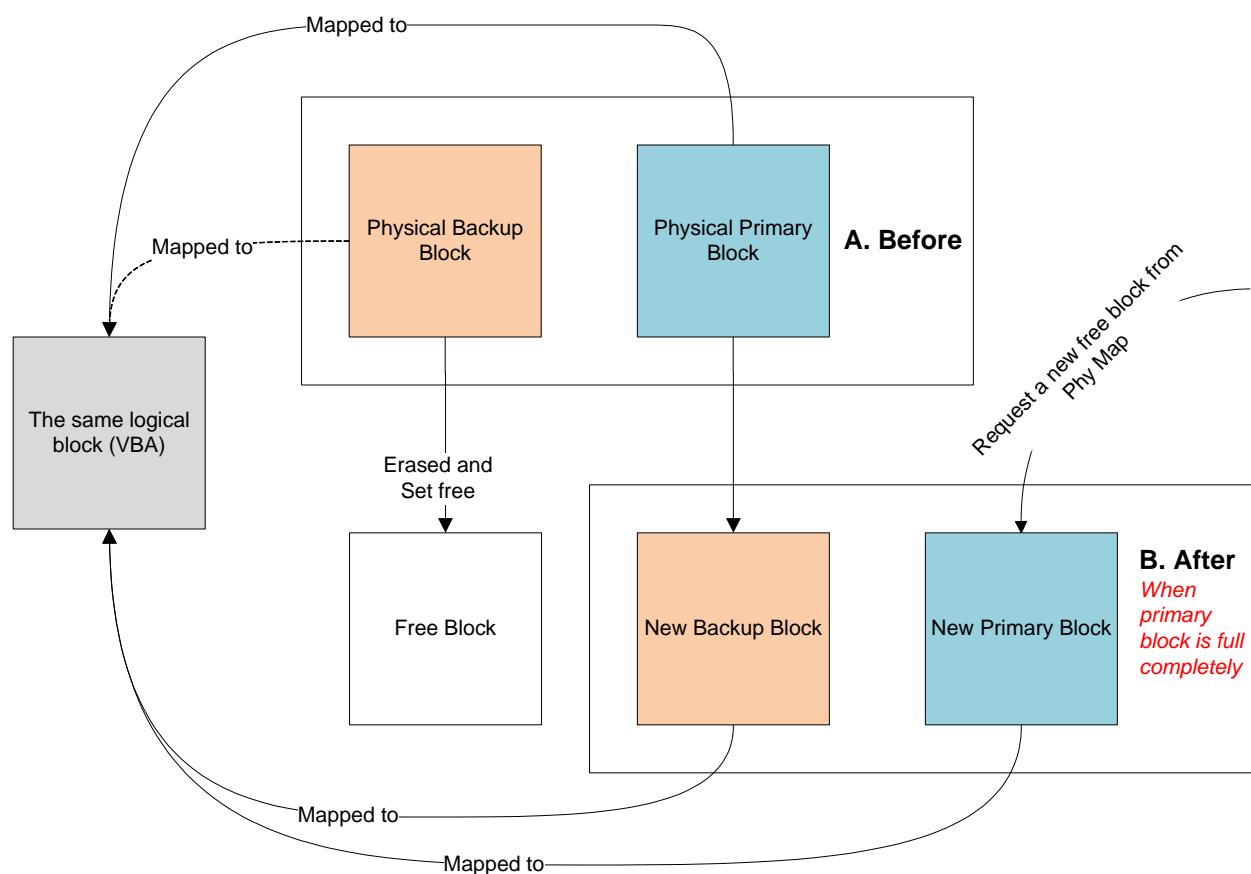 Mapped to
Physical Backup
Block
Physical Primary
Block
A. Before
Mapped to
Request a new free block from
Phy Map
The same logical
block (VBA)
Erased and
Set free
Free Block
New Backup Block
New Primary Block
B. After
When
primary
block is full
completely
Mapped to
Mapped to